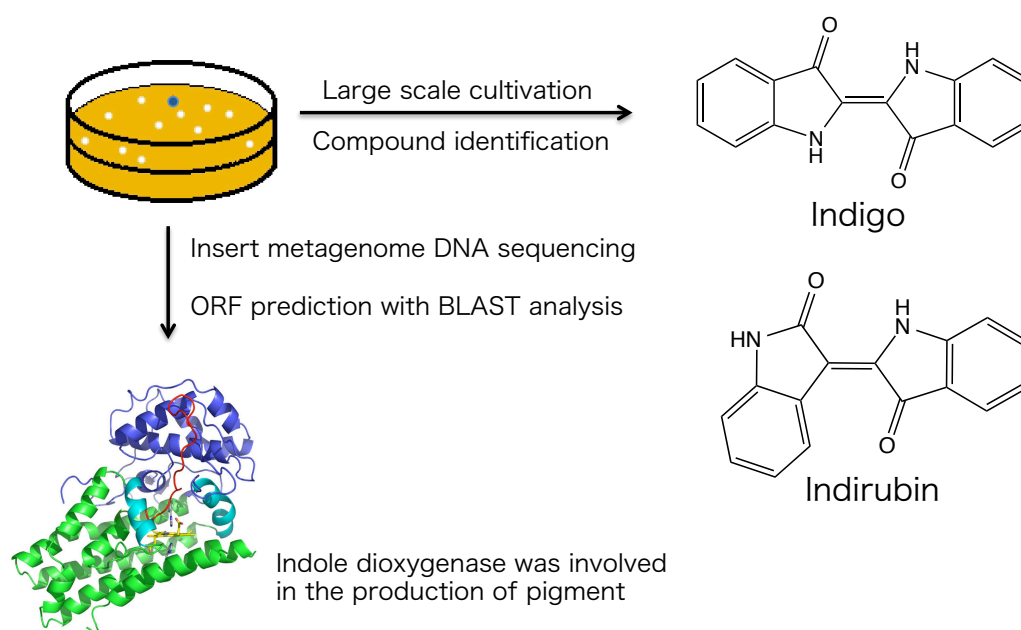 Large scale cultivation
Compound identification
O
H
N
N
H
O
Indigo
Insert metagenome DNA sequencing
ORF prediction with BLAST analysis
O
HN
H
N
O
Indirubin
Indole dioxygenase was involved
in the production of pigment